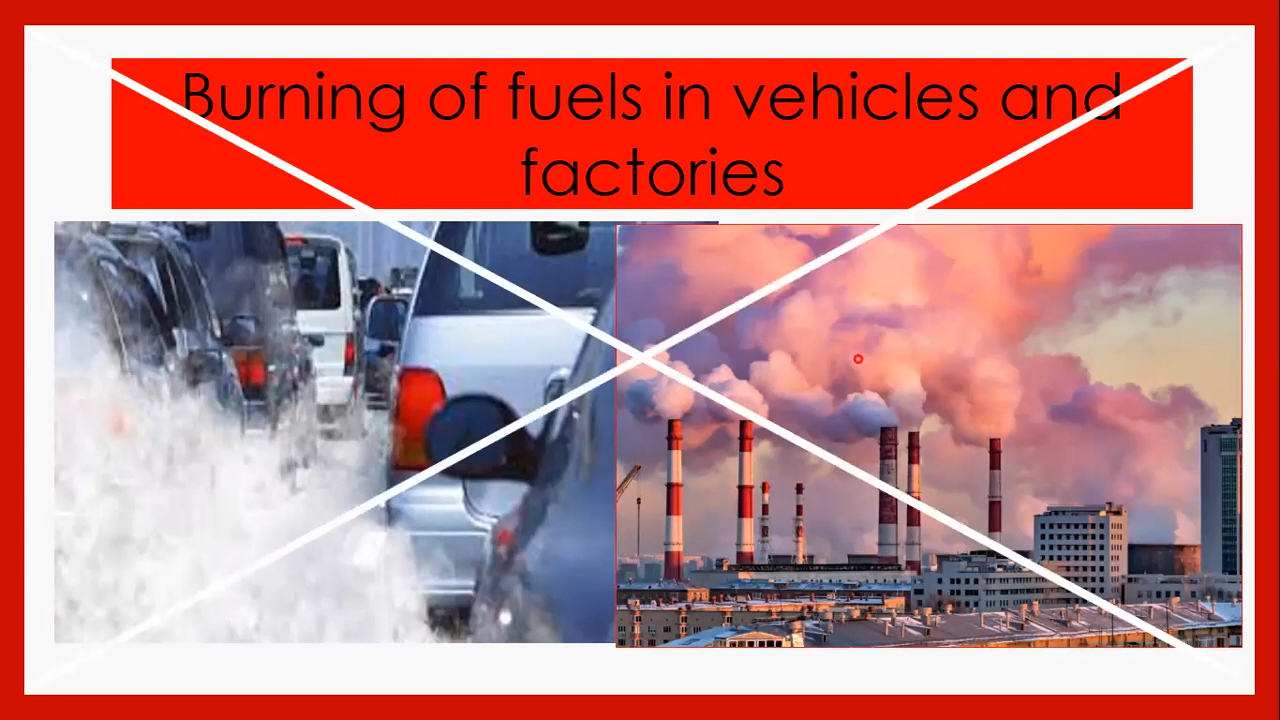 Burning of fuels in vehicles and
factories